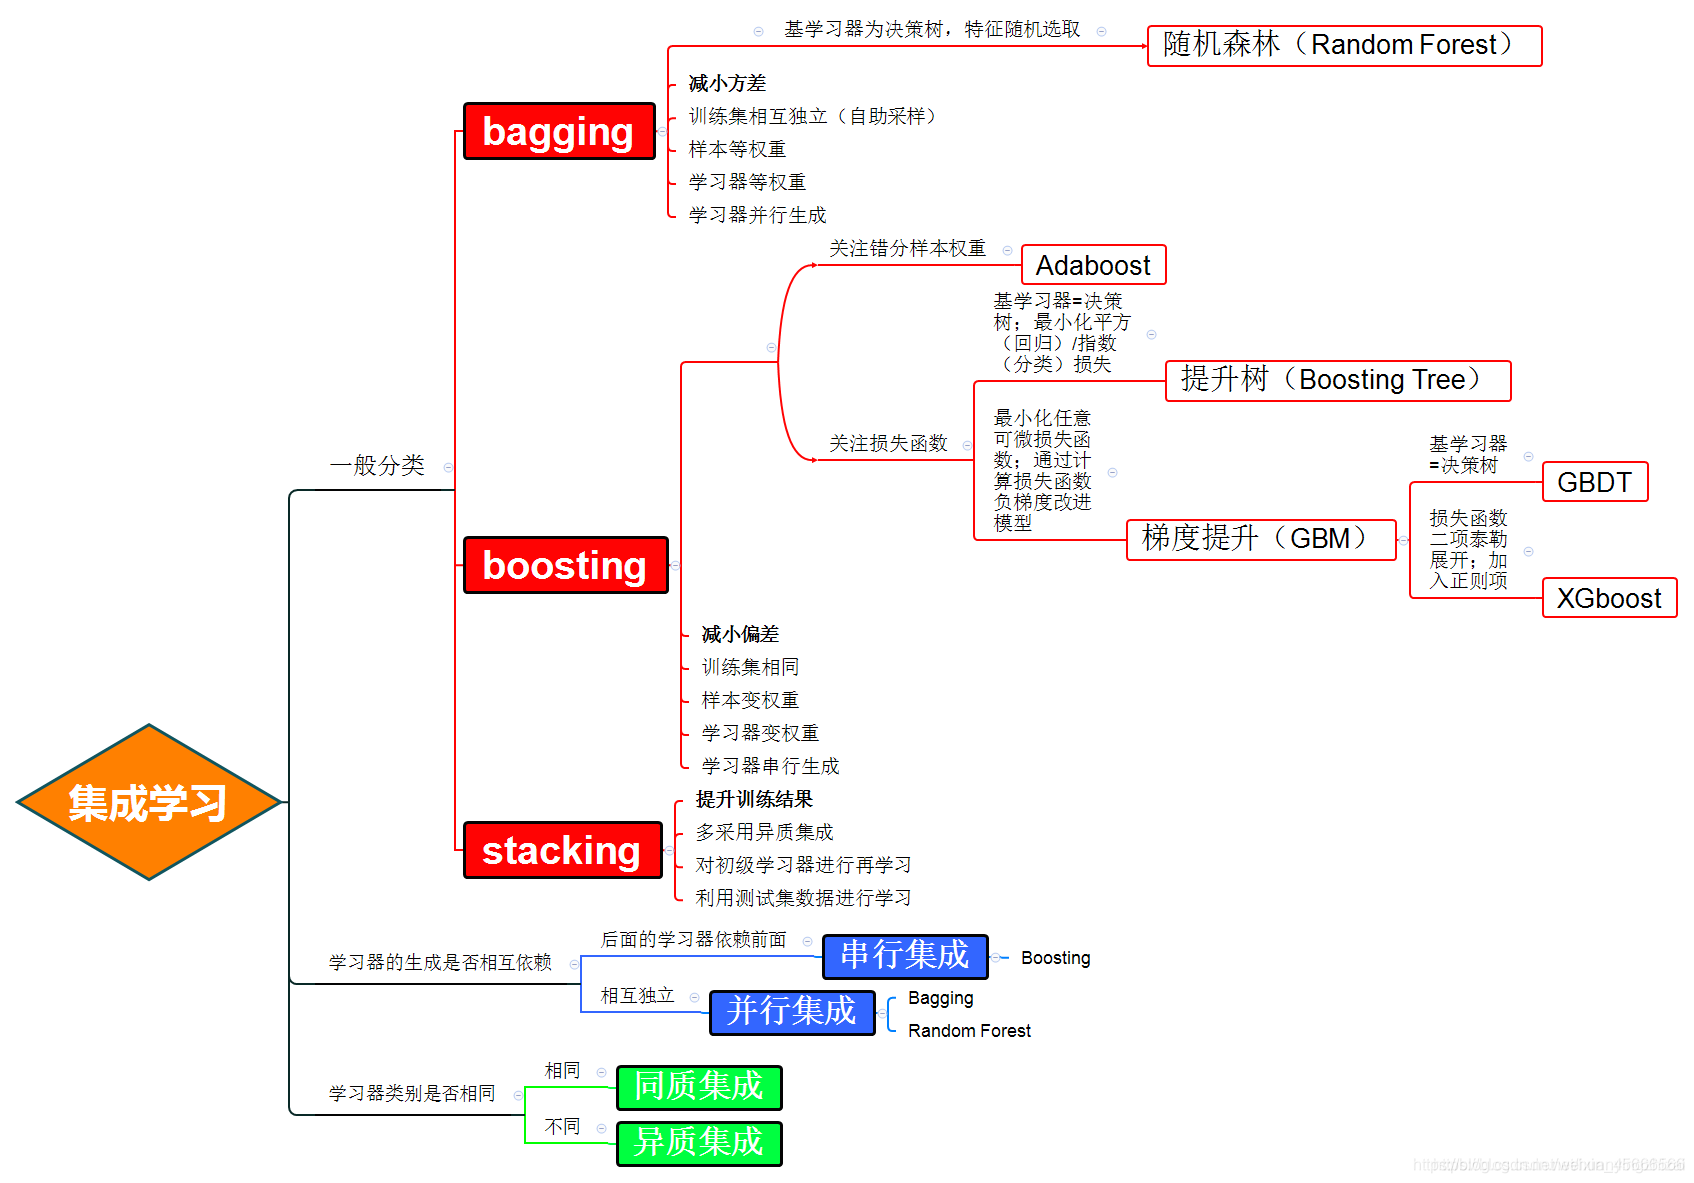 基学习器为决策树，特征随机选取
随机森林（Random Forest）
减小方差
训练集相互独立（自助采样）
bagging
样本等权重
学习器等权重
学习器并行生成
关注错分样本权重
Adaboost
基学习器=决策
树；最小化平方
（回归）/指数
（分类）损失
提升树（Boosting Tree）
关注损失函数
最小化任意
可微损失函
数；通过计
算损失函数
负梯度改进
模型
梯度提升（GBM）
基学习器
=决策树
GBDT
损失函数
二项泰勒
展开；加
入正则项
XGboost
一般分类
boosting
减小偏差
训练集相同
样本变权重
学习器变权重
学习器串行生成
集成学习
提升训练结果
多采用异质集成
stacking
对初级学习器进行再学习
利用测试集数据进行学习
学习器的生成是否相互依赖
后面的学习器依赖前面
串行集成
Boosting
相互独立
并行集成
Bagging
Random Forest
学习器类别是否相同
相同
同质集成
不同
异质集成